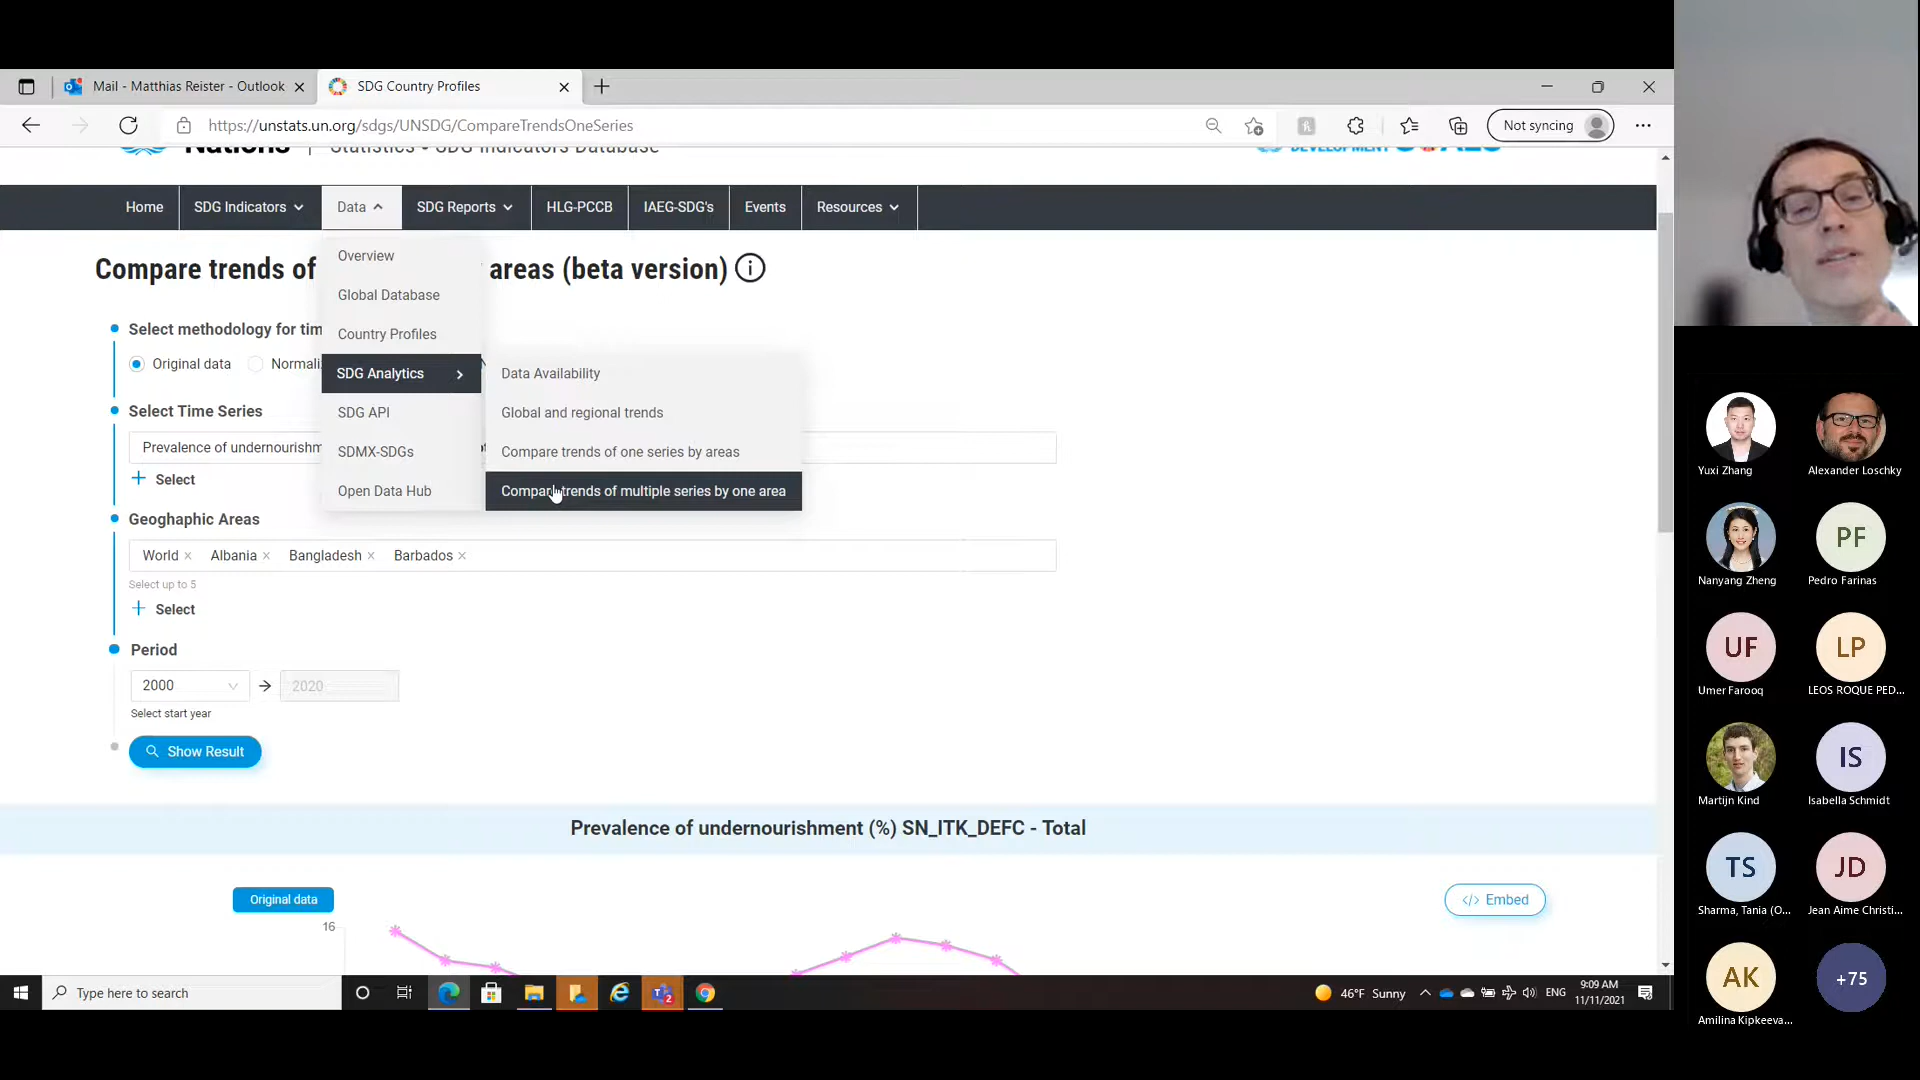 Mail - Matthias Reister - Outlook
SDG Country Profiles
https://unstats.un.org/sdgs/UNSDG/CompareTrendsOneSeries
Not syncing
Nations | Statistics - SDG Indicators Database
DEVELOPMENT GOALS
Home
SDG Indicators
Data
SDG Reports
HLG-PCCB
IAEG-SDG's
Events
Resources
Compare trends of
areas (beta version)
Overview
Global Database
Country Profiles
SDG Analytics
SDG API
SDMX-SDGs
Open Data Hub
Data Availability
Global and regional trends
Compare trends of one series by areas
Compare trends of multiple series by one area
Select methodology for tim
Original data
Normali
Select Time Series
Prevalence of undernourishm
+ Select
Geoghaphic Areas
World × Albania × Bangladesh × Barbados ×
Select up to 5
+ Select
Period
2000 → 2020
Select start year
Show Result
Prevalence of undernourishment (%) SN_ITK_DEFC - Total
Original data
</> Embed
16
Type here to search
46°F Sunny
ENG
9:09 AM
11/11/2021
Yuxi Zhang
Alexander Loschky
Nanyang Zheng
PF
Pedro Farinas
UF
Umer Farooq
LP
LEOS ROQUE PED...
Martijn Kind
IS
Isabella Schmidt
TS
Sharma, Tania (O...
JD
Jean Aime Christi...
AK
Amilina Kipkeeva...
+75